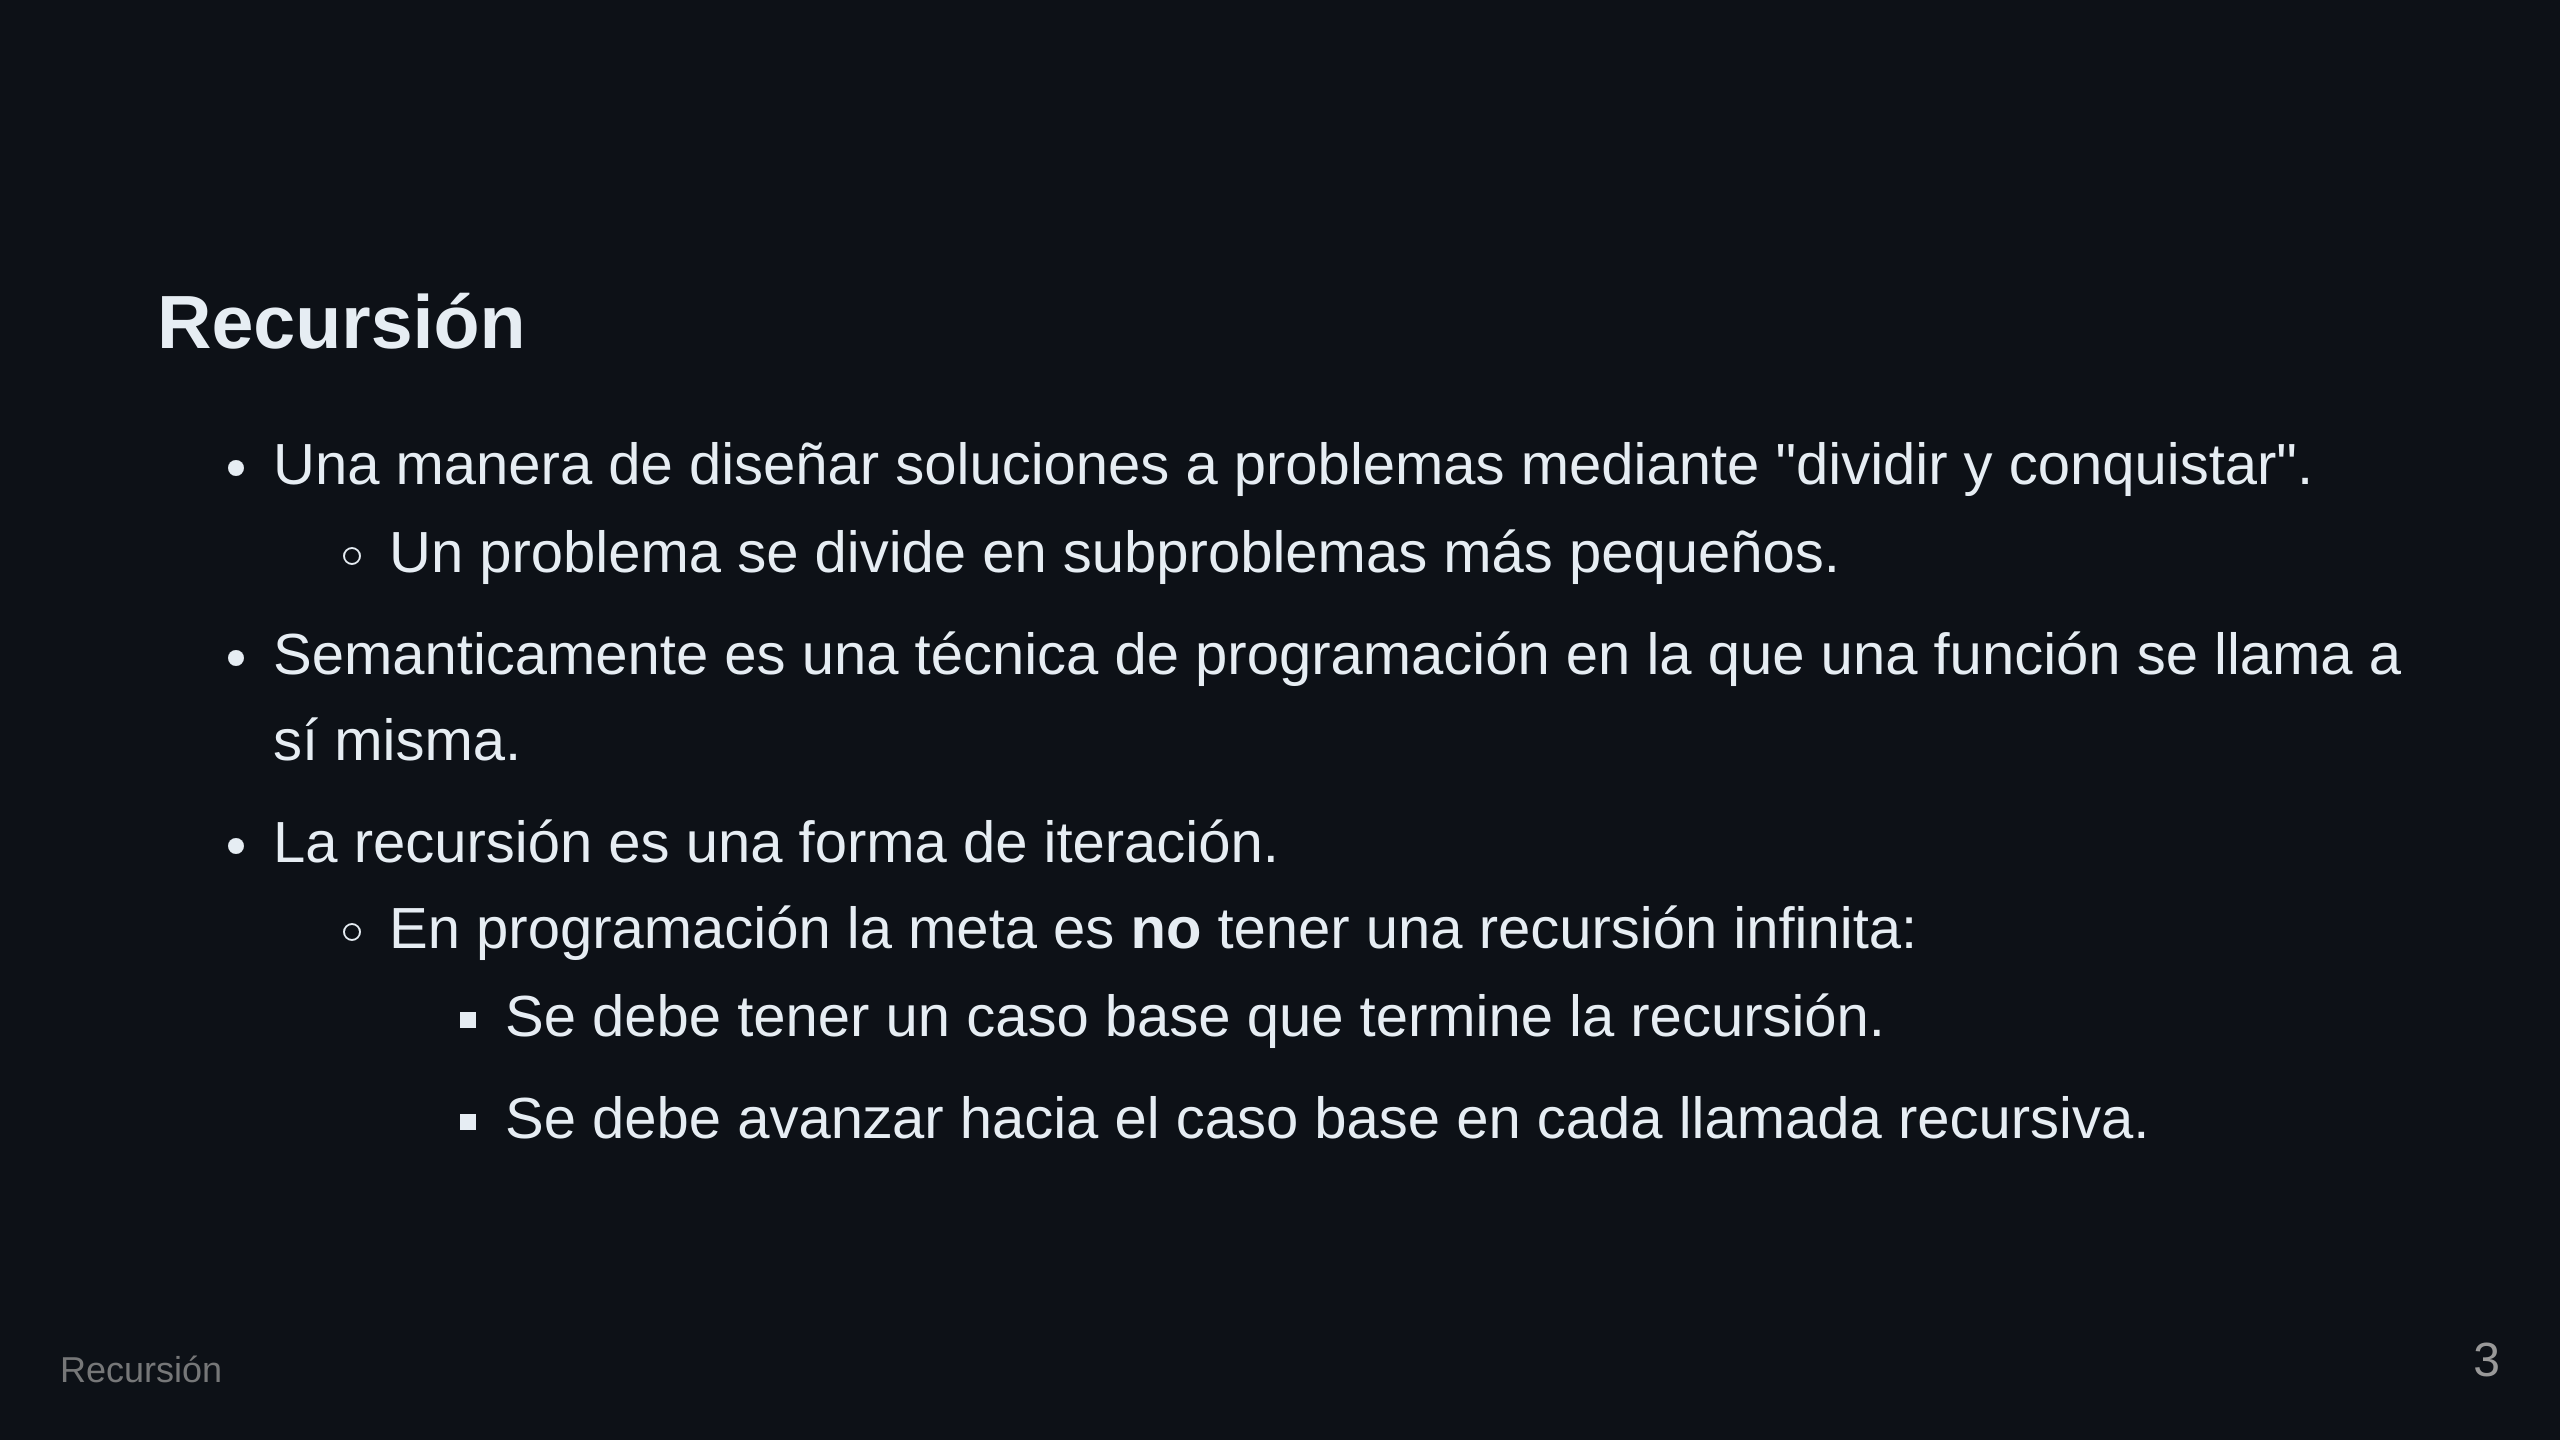 Recursión
Una manera de diseñar soluciones a problemas mediante "dividir y conquistar".
Un problema se divide en subproblemas más pequeños.
Semanticamente es una técnica de programación en la que una función se llama a
sí misma.
La recursión es una forma de iteración.
En programación la meta es no tener una recursión infinita:
Se debe tener un caso base que termine la recursión.
Se debe avanzar hacia el caso base en cada llamada recursiva.
Recursión
3